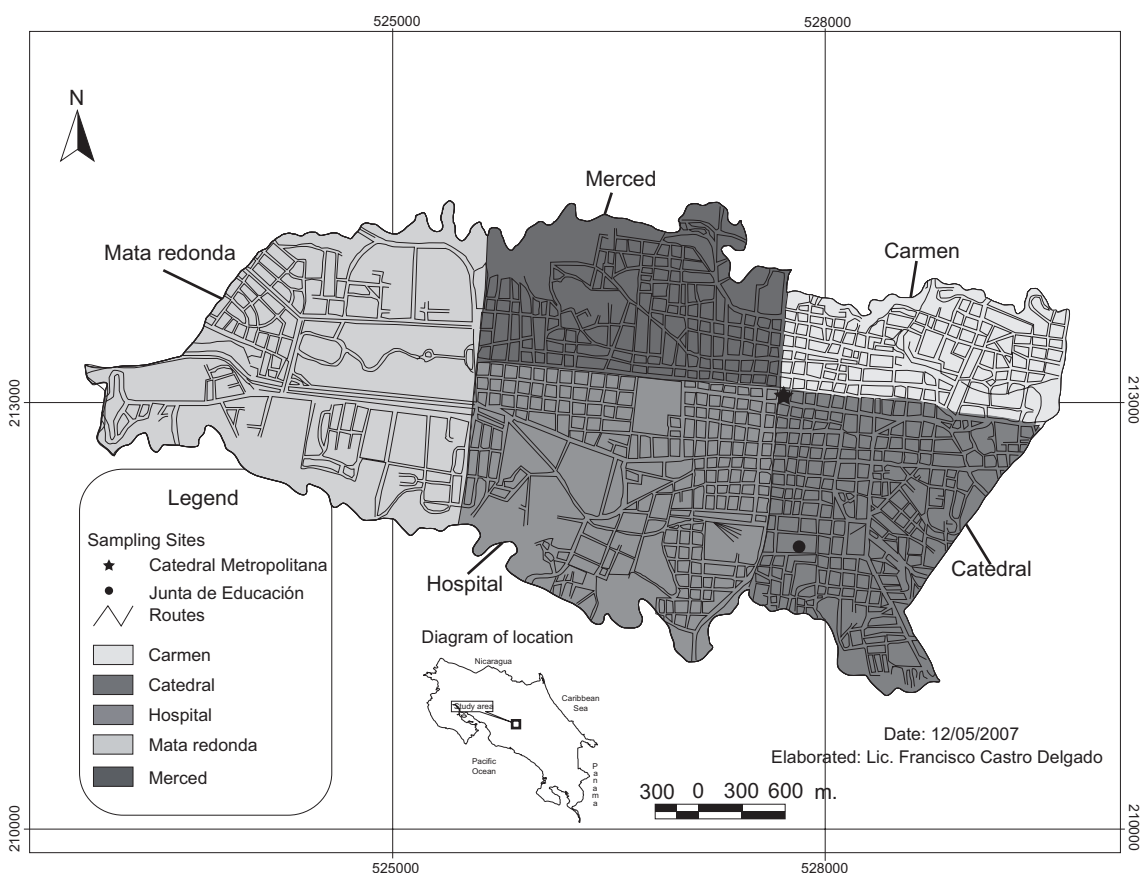 525000
528000
N
Merced
Mata redonda
Carmen
2130000
2130000
Legend
Sampling Sites
Catedral Metropolitana
Junta de Educación
Routes
Carmen
Catedral
Hospital
Mata redonda
Merced
Hospital
Catedral
Diagram of location
Nicaragua
Caribbean
Sea
Study area
Pacific
Ocean
Panama
Date: 12/05/2007
Elaborated: Lic. Francisco Castro Delgado
300 0 300 600 m.
210000
210000
525000
528000